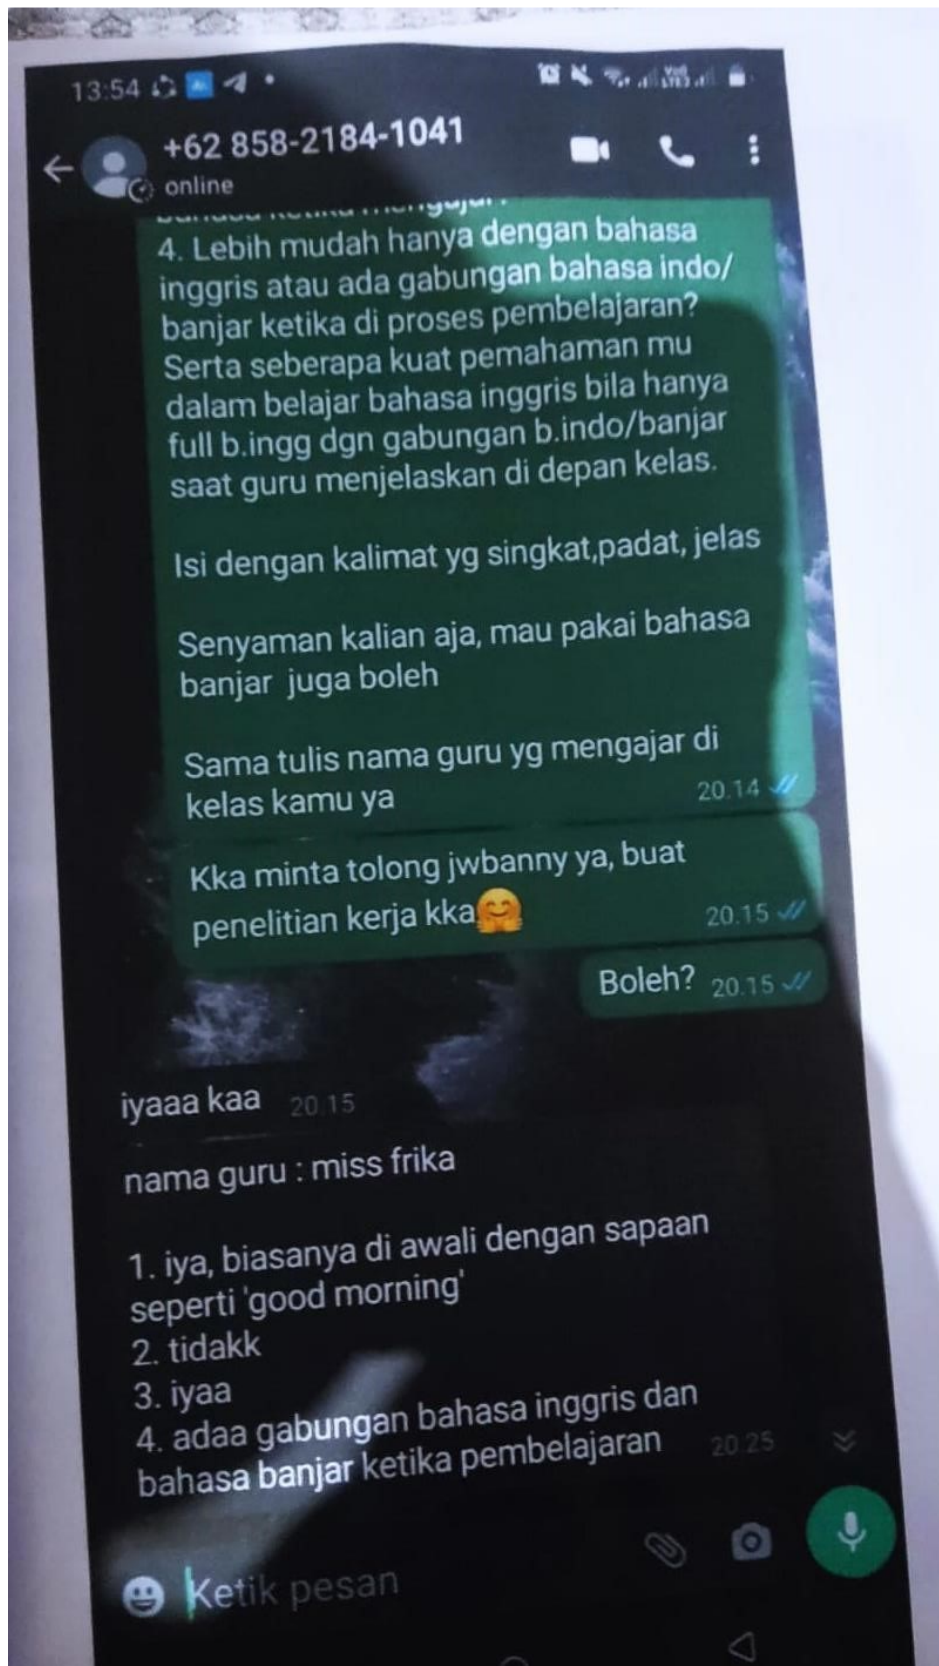 13:54
+62 858-2184-1041
online
4. Lebih mudah hanya dengan bahasa
inggris atau ada gabungan bahasa indo/
banjar ketika di proses pembelajaran?
Serta seberapa kuat pemahaman mu
dalam belajar bahasa inggris bila hanya
full b.ingg dgn gabungan b.indo/banjar
saat guru menjelaskan di depan kelas.
Isi dengan kalimat yg singkat,padat, jelas
Senyaman kalian aja, mau pakai bahasa
banjar juga boleh
Sama tulis nama guru yg mengajar di
kelas kamu ya
20.14
Kka minta tolong jwbanny ya, buat
penelitian kerja kka🤗
20.15
Boleh? 20.15
iyaaa kaa 20.15
nama guru : miss frika
1. iya, biasanya di awali dengan sapaan
seperti 'good morning'
2. tidakk
3. iyaa
4. adaa gabungan bahasa inggris dan
bahasa banjar ketika pembelajaran 20.25
Ketik pesan